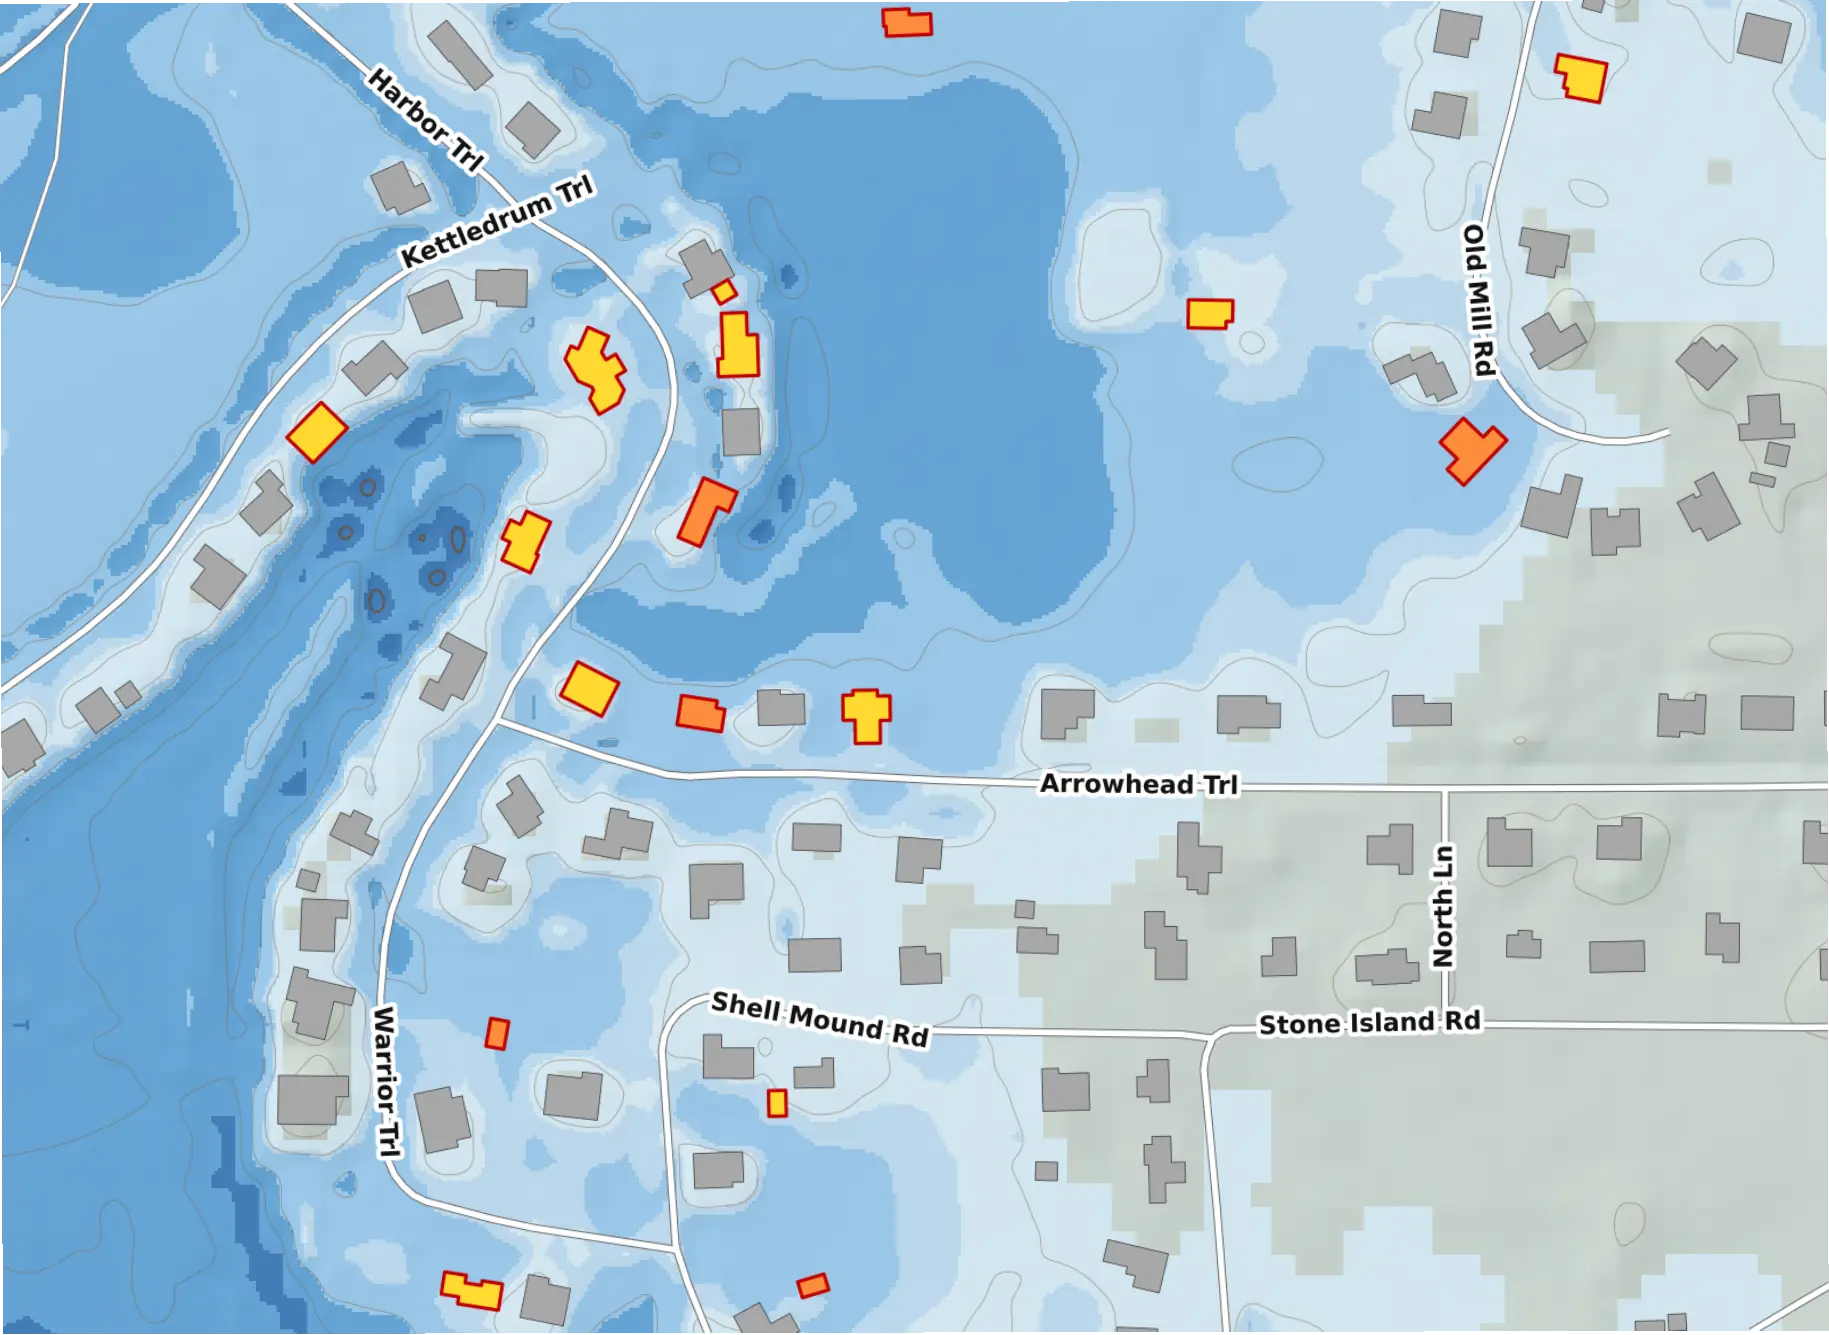 Harbor Trl
Kettledrum Trl
Old Mill Rd
Arrowhead Trl
North Ln
Shell Mound Rd
Stone Island Rd
Warrior Trl